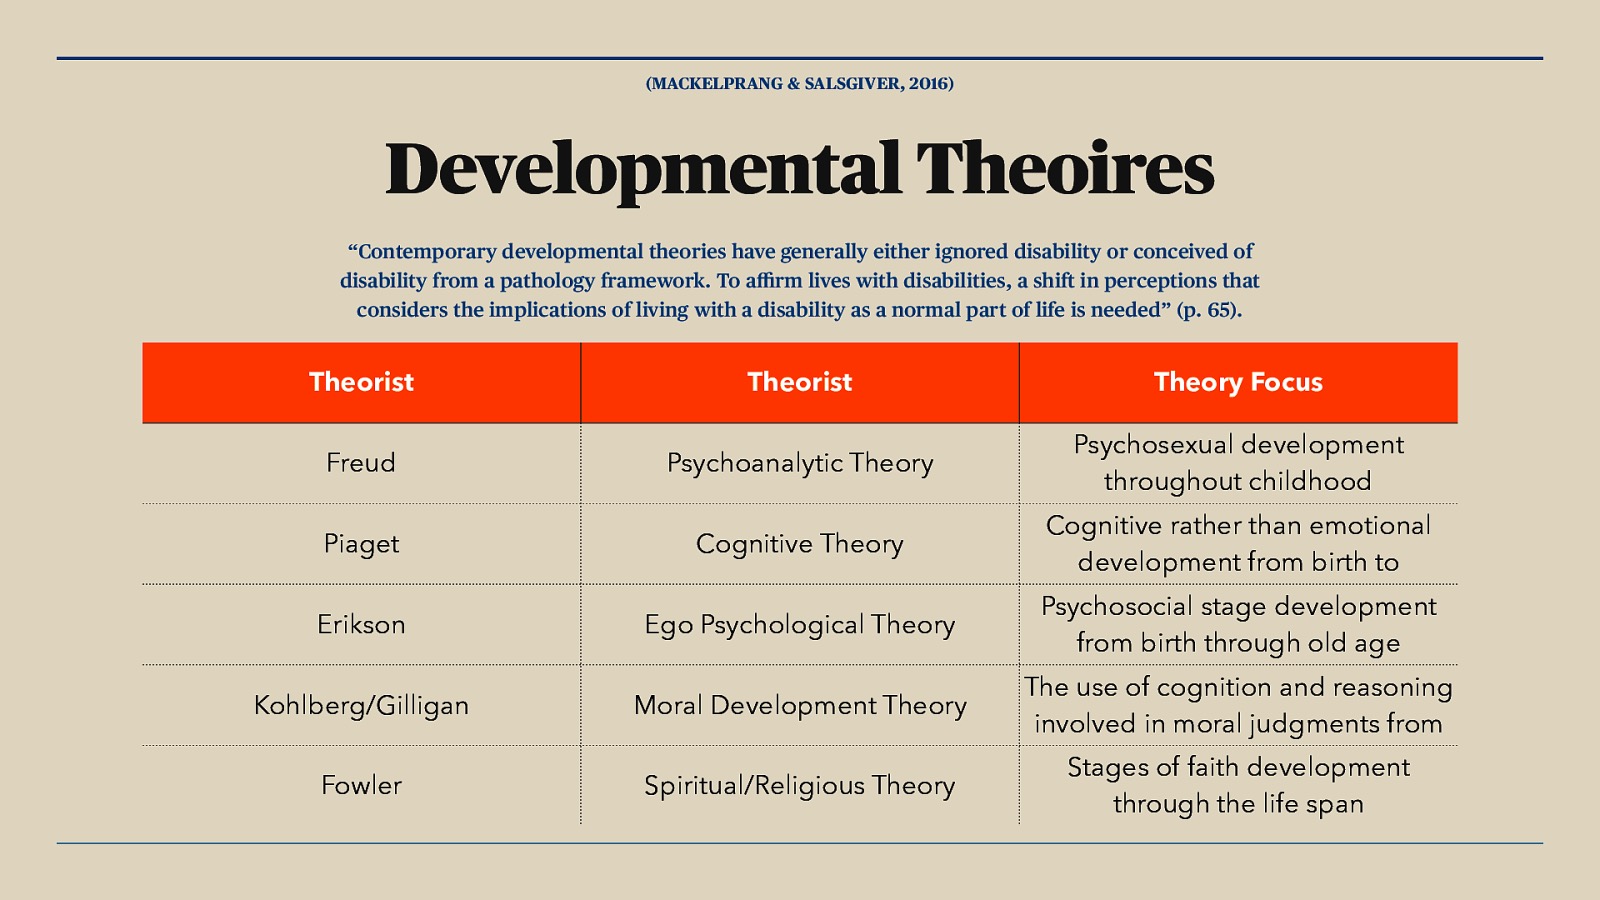 (MACKELPRANG & SALSGIVER, 2016)
Developmental Theoires
“Contemporary developmental theories have generally either ignored disability or conceived of
disability from a pathology framework. To affirm lives with disabilities, a shift in perceptions that
considers the implications of living with a disability as a normal part of life is needed” (p. 65).
Theorist Theorist Theory Focus
Freud Psychoanalytic Theory Psychosexual development
throughout childhood
Piaget Cognitive Theory Cognitive rather than emotional
development from birth to
Erikson Ego Psychological Theory Psychosocial stage development
from birth through old age
Kohlberg/Gilligan Moral Development Theory The use of cognition and reasoning
involved in moral judgments from
Fowler Spiritual/Religious Theory Stages of faith development
through the life span